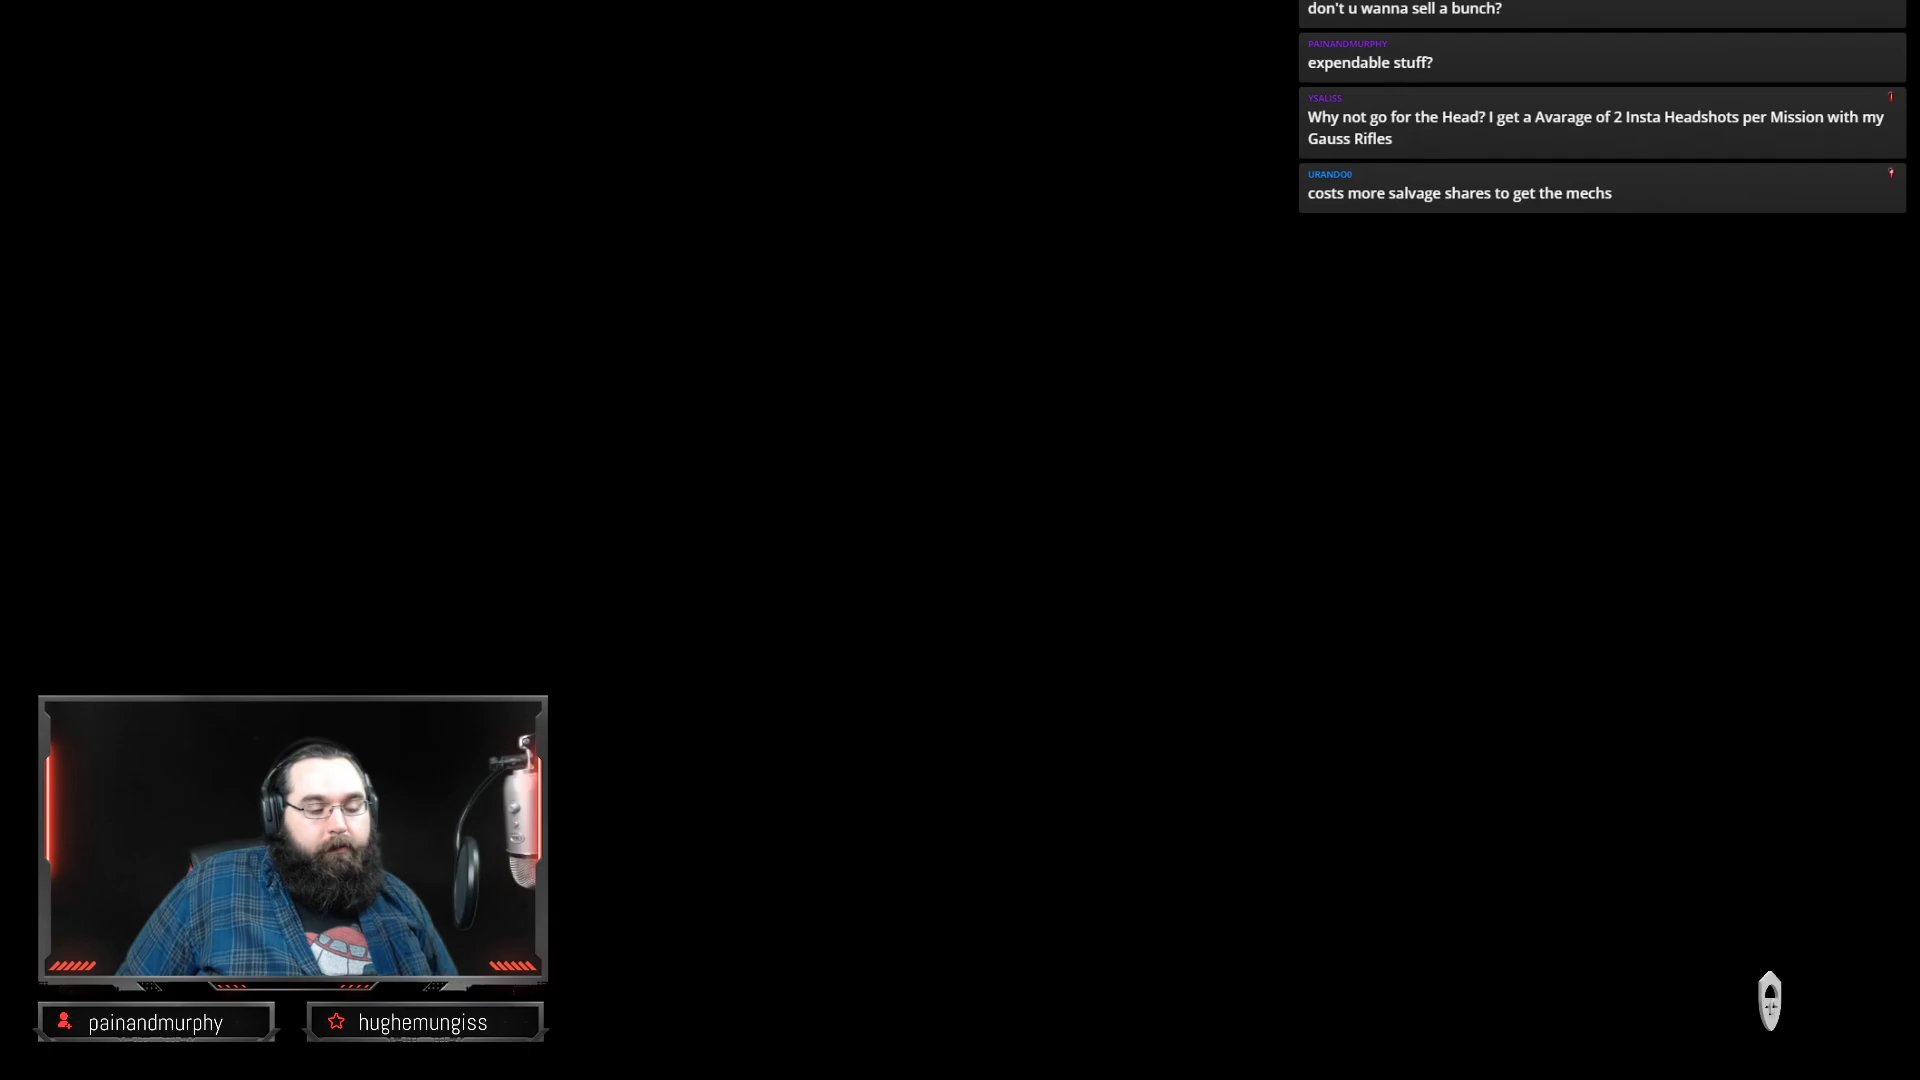 don't u wanna sell a bunch?
PAINANDMURPHY
expendable stuff?
YSALISS
Why not go for the Head? I get a Avarage of 2 Insta Headshots per Mission with my
Gauss Rifles
URANDO0
costs more salvage shares to get the mechs
painandmurphy
hughemungiss